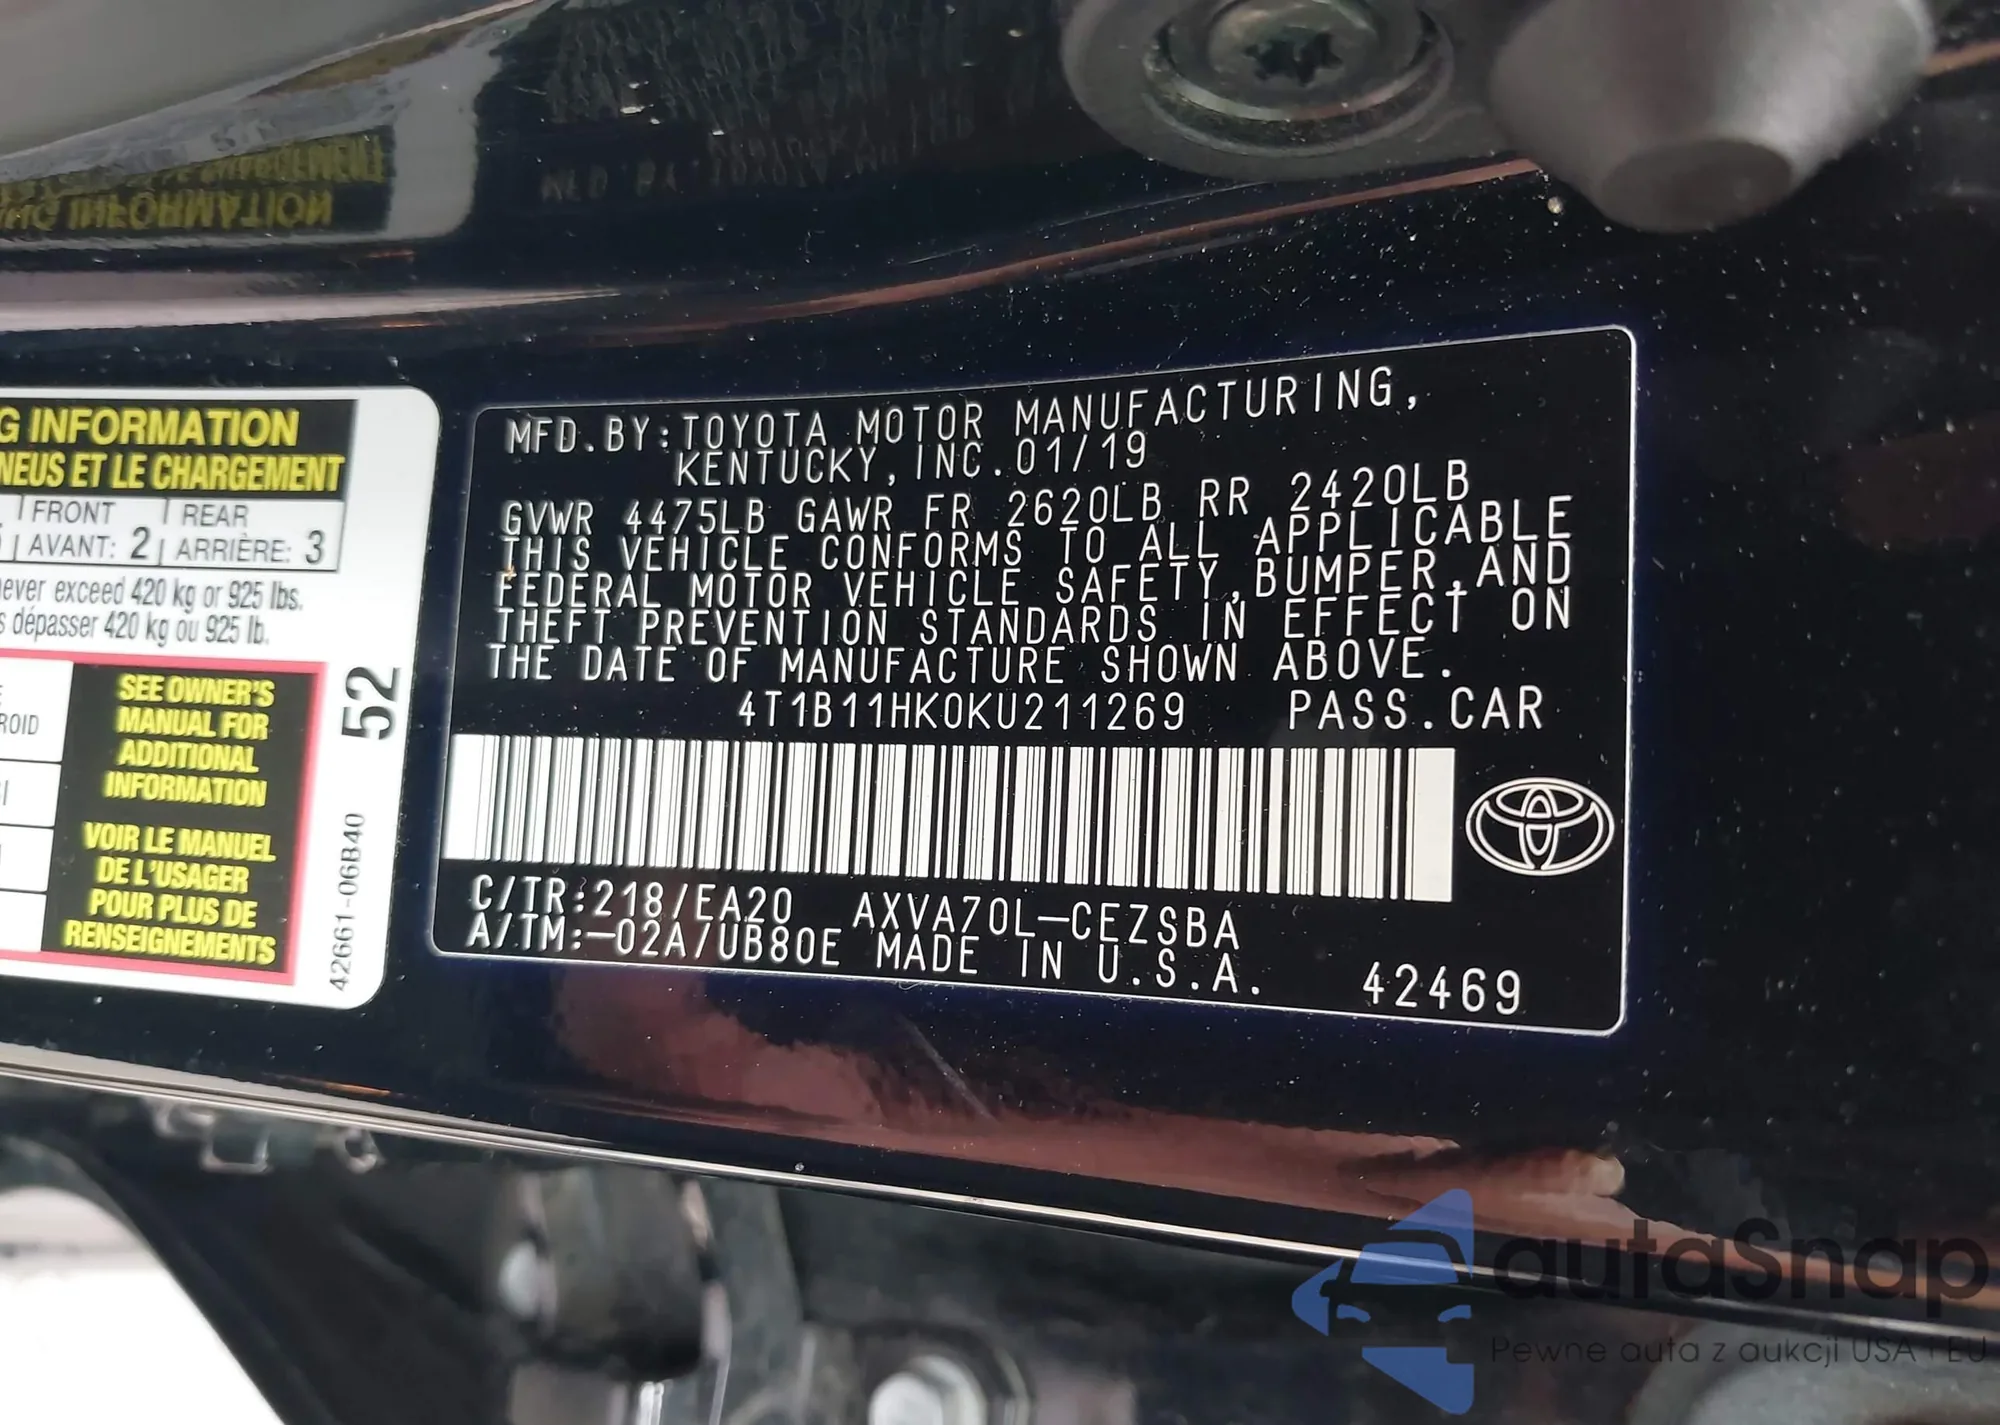 G INFORMATION
NEUS ET LE CHARGEMENT
FRONT REAR
AVANT: 2 ARRIÈRE: 3
ever exceed 420 kg or 925 lbs.
s dépasser 420 kg ou 925 lb.
ROID
SEE OWNER'S
MANUAL FOR
ADDITIONAL
INFORMATION
VOIR LE MANUEL
DE L'USAGER
POUR PLUS DE
RENSEIGNEMENTS
52
42661-06B40
MFD.BY:TOYOTA MOTOR MANUFACTURING,
KENTUCKY,INC.01/19
GVWR 4475LB GAWR FR 2620LB RR 2420LB
THIS VEHICLE CONFORMS TO ALL APPLICABLE
FEDERAL MOTOR VEHICLE SAFETY,BUMPER,AND
THEFT PREVENTION STANDARDS IN EFFECT ON
THE DATE OF MANUFACTURE SHOWN ABOVE.
4T1B11HK0KU211269 PASS.CAR
C/TR:218/EA20 AXVA70L-CEZSBA
A/TM:-02A/UB80E MADE IN U.S.A. 42469
autaSnap
Pewne auta z aukcji USA i EU